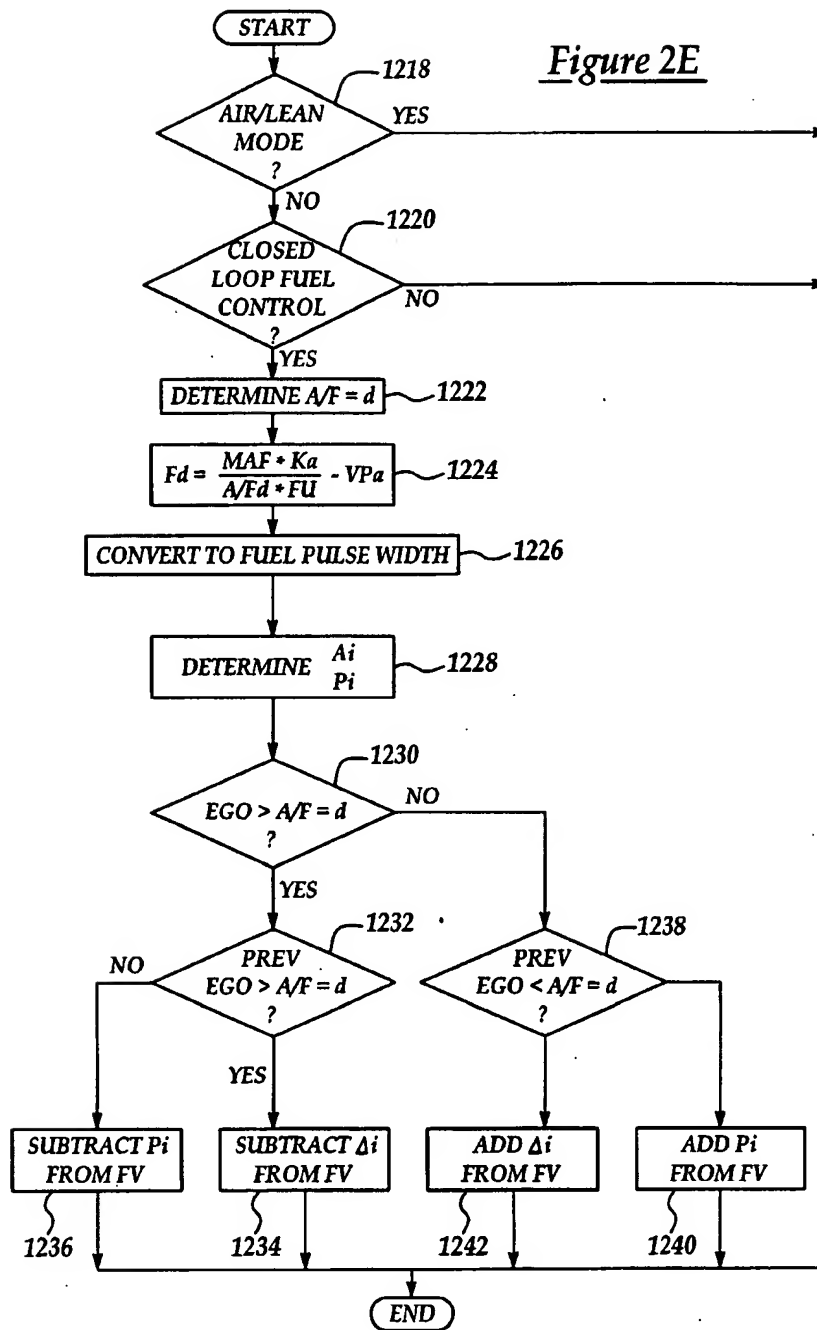 START
Figure 2E
1218
AIR/LEAN
MODE
?
YES
NO
1220
CLOSED
LOOP FUEL
CONTROL
?
NO
YES
DETERMINE A/F = d
1222
Fd = MAF * Ka / A/Fd * FU - VPa
1224
CONVERT TO FUEL PULSE WIDTH
1226
DETERMINE Ai
Pi
1228
1230
EGO > A/F = d
?
NO
YES
1232
PREV
EGO > A/F = d
?
NO
YES
1238
PREV
EGO < A/F = d
?
SUBTRACT Pi
FROM FV
1236
SUBTRACT Δi
FROM FV
1234
ADD Δi
FROM FV
1242
ADD Pi
FROM FV
1240
END